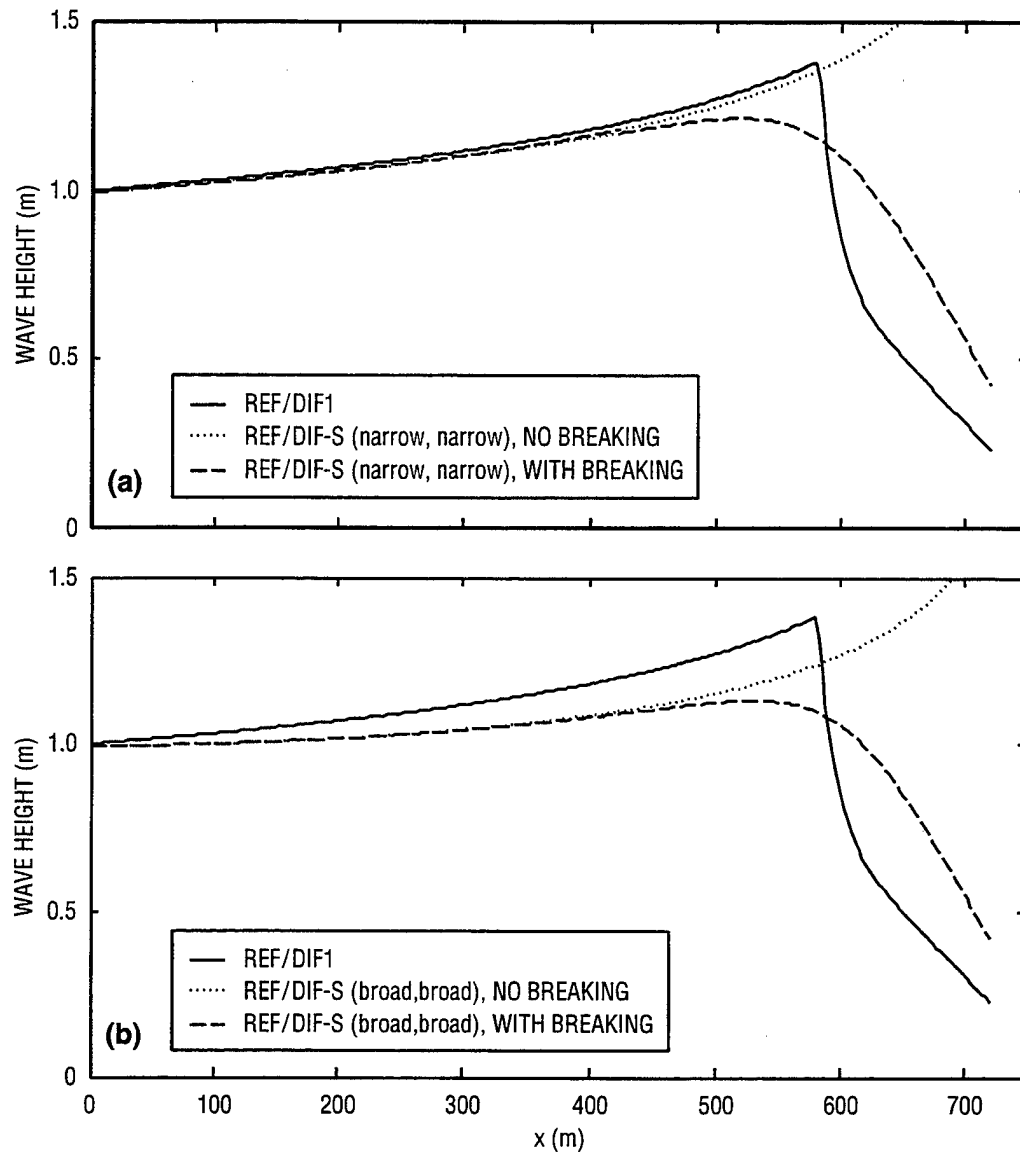 1.5
1.0
0.5
0
WAVE HEIGHT (m)
REF/DIF1
REF/DIF-S (narrow, narrow), NO BREAKING
REF/DIF-S (narrow, narrow), WITH BREAKING
(a)
1.5
1.0
0.5
0
WAVE HEIGHT (m)
REF/DIF1
REF/DIF-S (broad,broad), NO BREAKING
REF/DIF-S (broad,broad), WITH BREAKING
(b)
0 100 200 300 400 500 600 700
x (m)